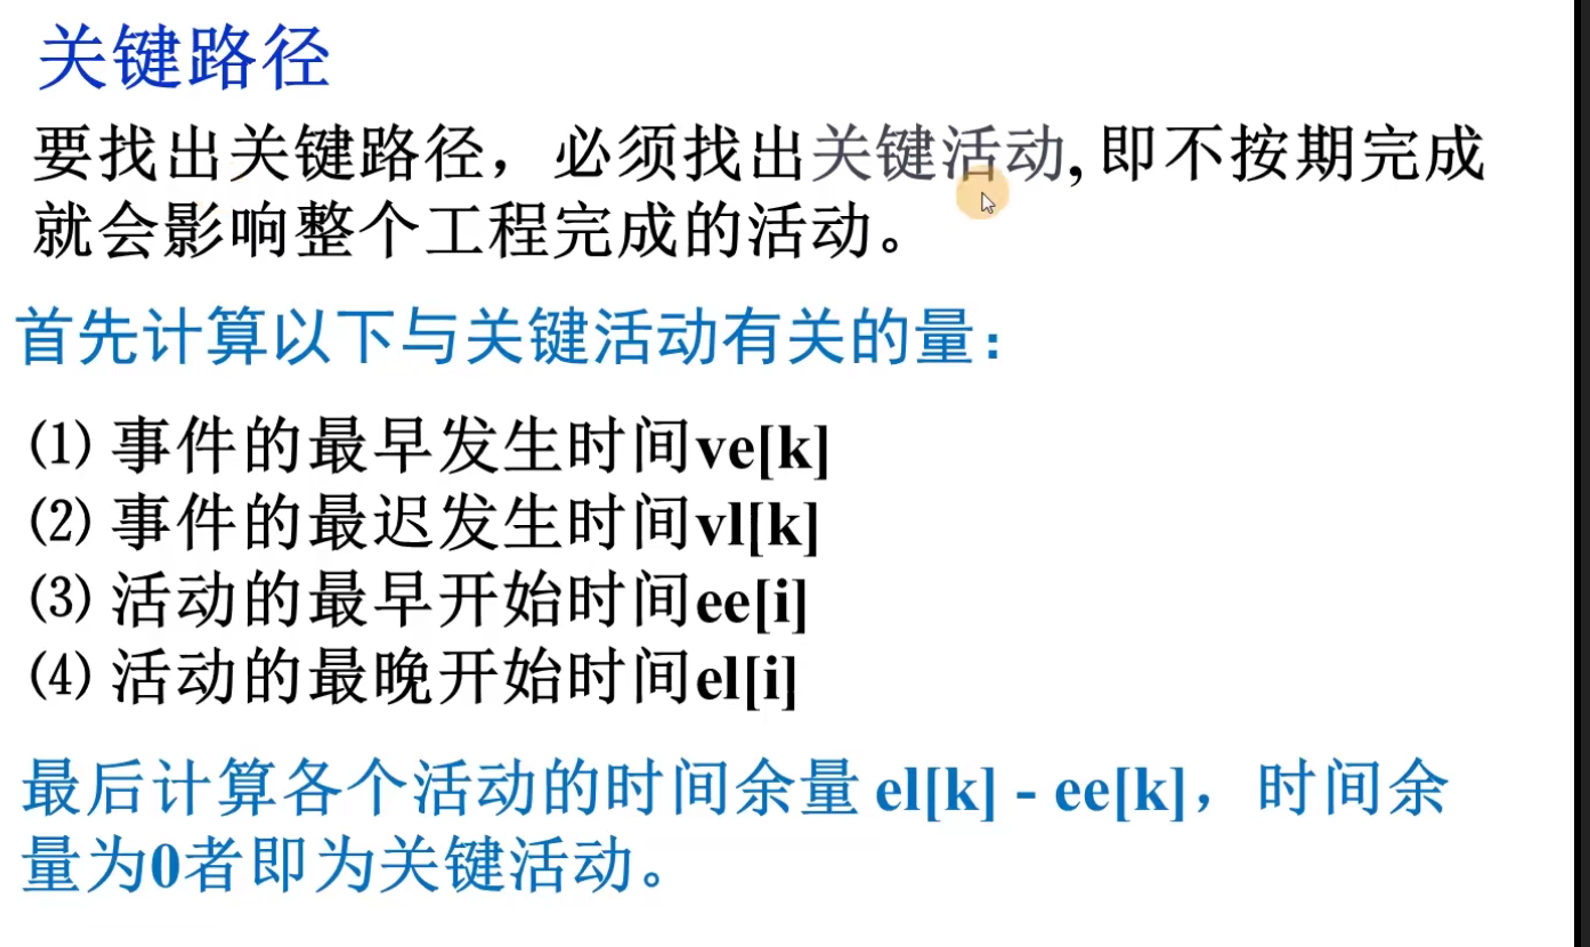 关键路径
要找出关键路径，必须找出关键活动,即不按期完成
就会影响整个工程完成的活动。
首先计算以下与关键活动有关的量：
⑴ 事件的最早发生时间ve[k]
⑵ 事件的最迟发生时间vl[k]
⑶ 活动的最早开始时间ee[i]
⑷ 活动的最晚开始时间el[i]
最后计算各个活动的时间余量 el[k] - ee[k]，时间余
量为0者即为关键活动。